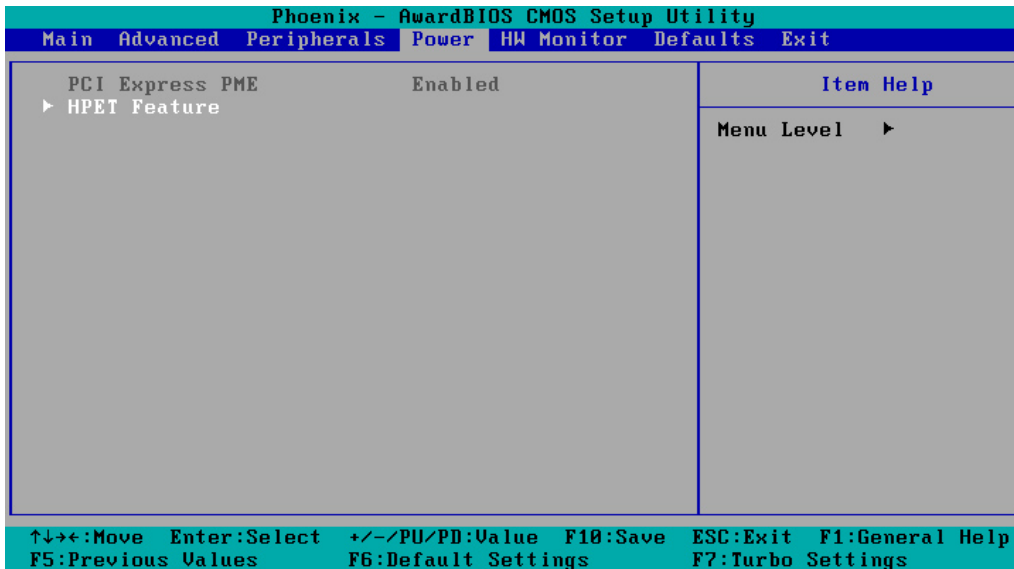 Phoenix - AwardBIOS CMOS Setup Utility
Main Advanced Peripherals Power HW Monitor Defaults Exit
PCI Express PME Enabled
► HPET Feature
Item Help
Menu Level ►
↑↓→←:Move Enter:Select +/-/PU/PD:Value F10:Save ESC:Exit F1:General Help
F5:Previous Values F6:Default Settings F7:Turbo Settings